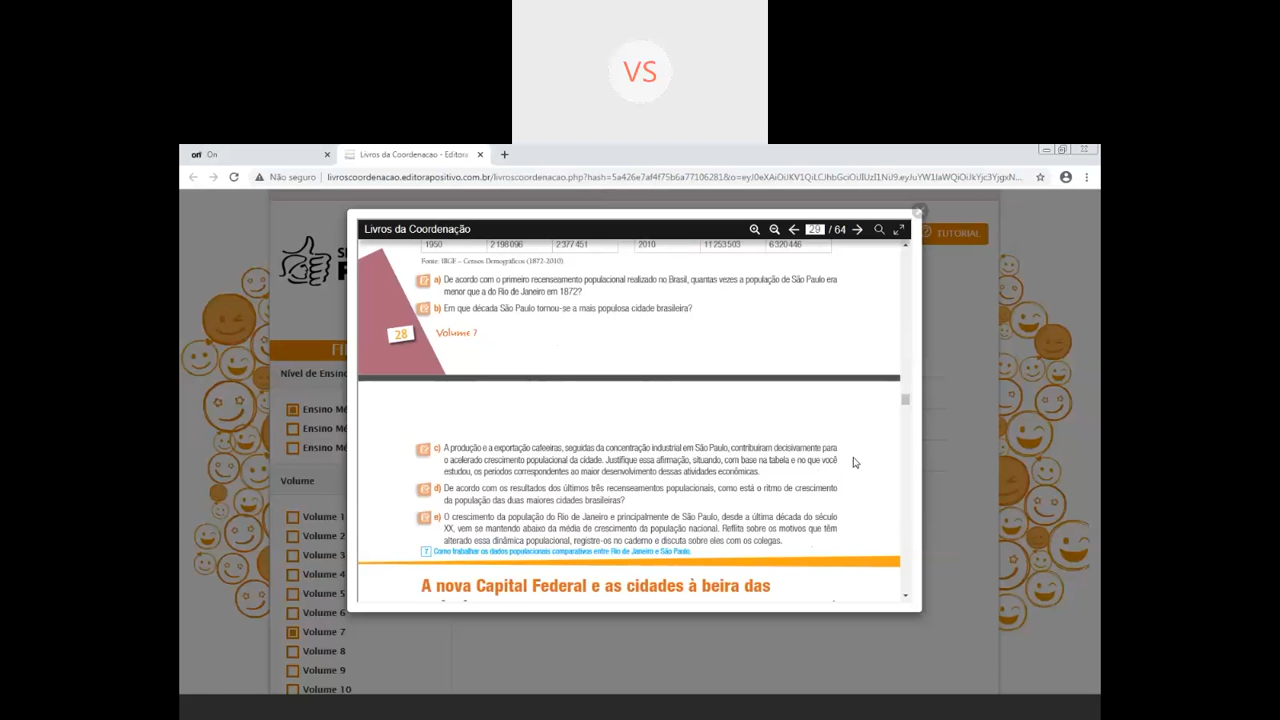 VS
On
Livros da Coordenacao - Editora
Não seguro
Livros da Coordenação
29 / 64
TUTORIAL
1950 2 198 096 2 377 451 2010 11 253 503 6 320 446
Fonte: IBGE – Censos Demográficos (1872-2010)
a) De acordo com o primeiro recenseamento populacional realizado no Brasil, quantas vezes a população de São Paulo era
menor que a do Rio de Janeiro em 1872?
b) Em que década São Paulo tornou-se a mais populosa cidade brasileira?
28 Volume 7
c) A produção e a exportação cafeeiras, seguidas da concentração industrial em São Paulo, contribuíram decisivamente para
o acelerado crescimento populacional da cidade. Justifique essa afirmação, situando, com base na tabela e no que você
estudou, os períodos correspondentes ao maior desenvolvimento dessas atividades econômicas.
d) De acordo com os resultados dos últimos três recenseamentos populacionais, como está o ritmo de crescimento
da população das duas maiores cidades brasileiras?
e) O crescimento da população do Rio de Janeiro e principalmente de São Paulo, desde a última década do século
XX, vem se mantendo abaixo da média de crescimento da população nacional. Reflita sobre os motivos que têm
alterado essa dinâmica populacional, registre-os no caderno e discuta sobre eles com os colegas.
7 Como trabalhar os dados populacionais comparativos entre Rio de Janeiro e São Paulo.
A nova Capital Federal e as cidades à beira das
FI
Nível de Ensino
Ensino Mé
Ensino Mé
Ensino Mé
Volume
Volume 1
Volume 2
Volume 3
Volume 4
Volume 5
Volume 6
Volume 7
Volume 8
Volume 9
Volume 10